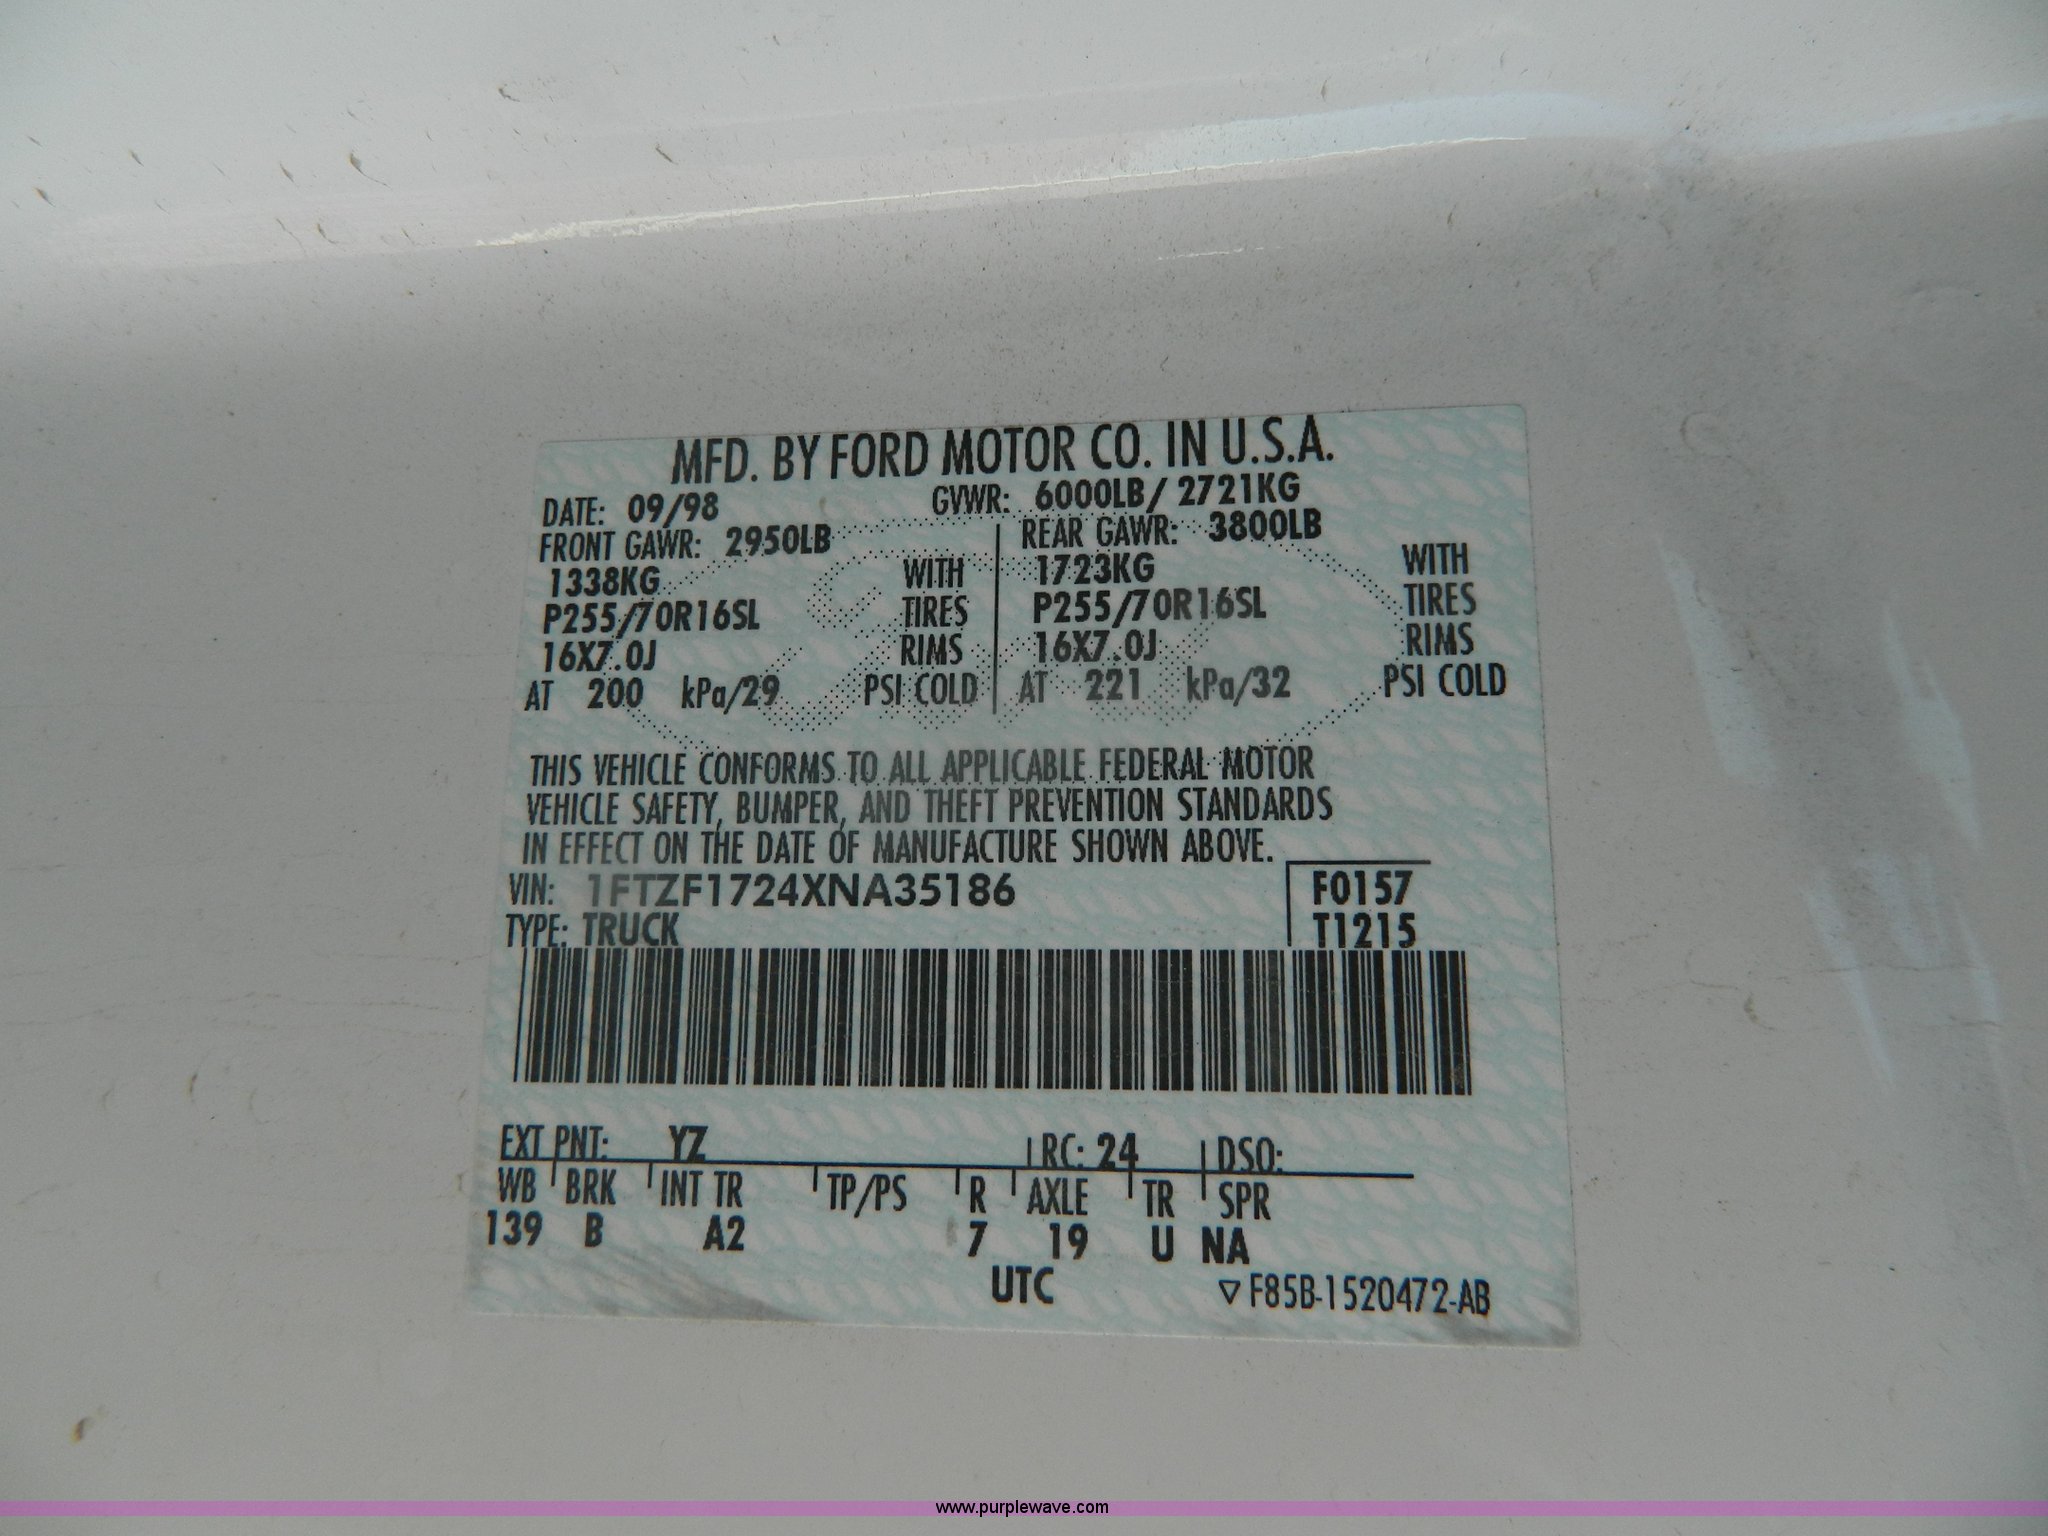 MFD. BY FORD MOTOR CO. IN U.S.A.
DATE: 09/98 GVWR: 6000LB/ 2721KG
FRONT GAWR: 2950LB REAR GAWR: 3800LB
1338KG WITH 1723KG WITH
P255/70R16SL TIRES P255/70R16SL TIRES
16X7.0J RIMS 16X7.0J RIMS
AT 200 kPa/29 PSI COLD AT 221 kPa/32 PSI COLD
THIS VEHICLE CONFORMS TO ALL APPLICABLE FEDERAL MOTOR
VEHICLE SAFETY, BUMPER, AND THEFT PREVENTION STANDARDS
IN EFFECT ON THE DATE OF MANUFACTURE SHOWN ABOVE.
VIN: 1FTZF1724XNA35186 F0157
TYPE: TRUCK T1215
EXT PNT: YZ RC: 24 DSO:
WB BRK INT TR TP/PS R AXLE TR SPR
139 B A2 7 19 U NA
UTC ▽F85B-1520472-AB
www.purplewave.com